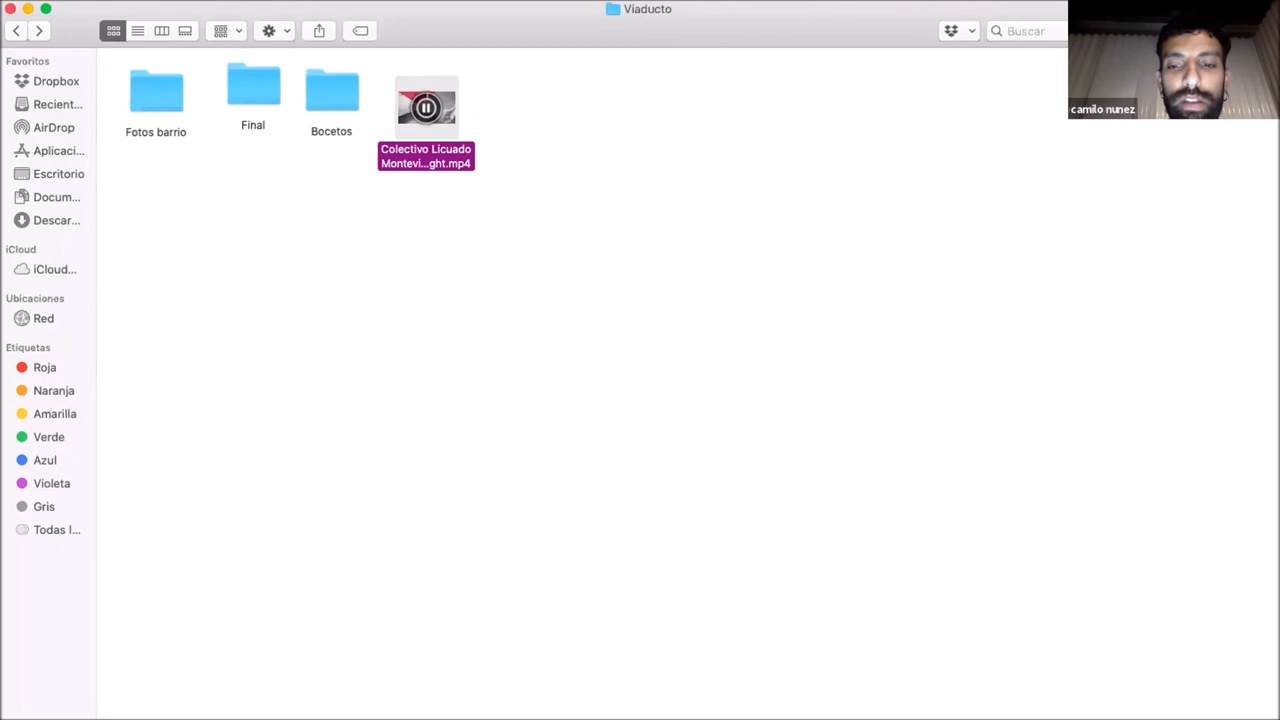 Viaducto
Buscar
camilo nunez
Favoritos
Dropbox
Recient...
AirDrop
Aplicaci...
Escritorio
Docum...
Descar...
iCloud
iCloud...
Ubicaciones
Red
Etiquetas
Roja
Naranja
Amarilla
Verde
Azul
Violeta
Gris
Todas l...
Fotos barrio
Final
Bocetos
Colectivo Licuado
Montevi...ght.mp4